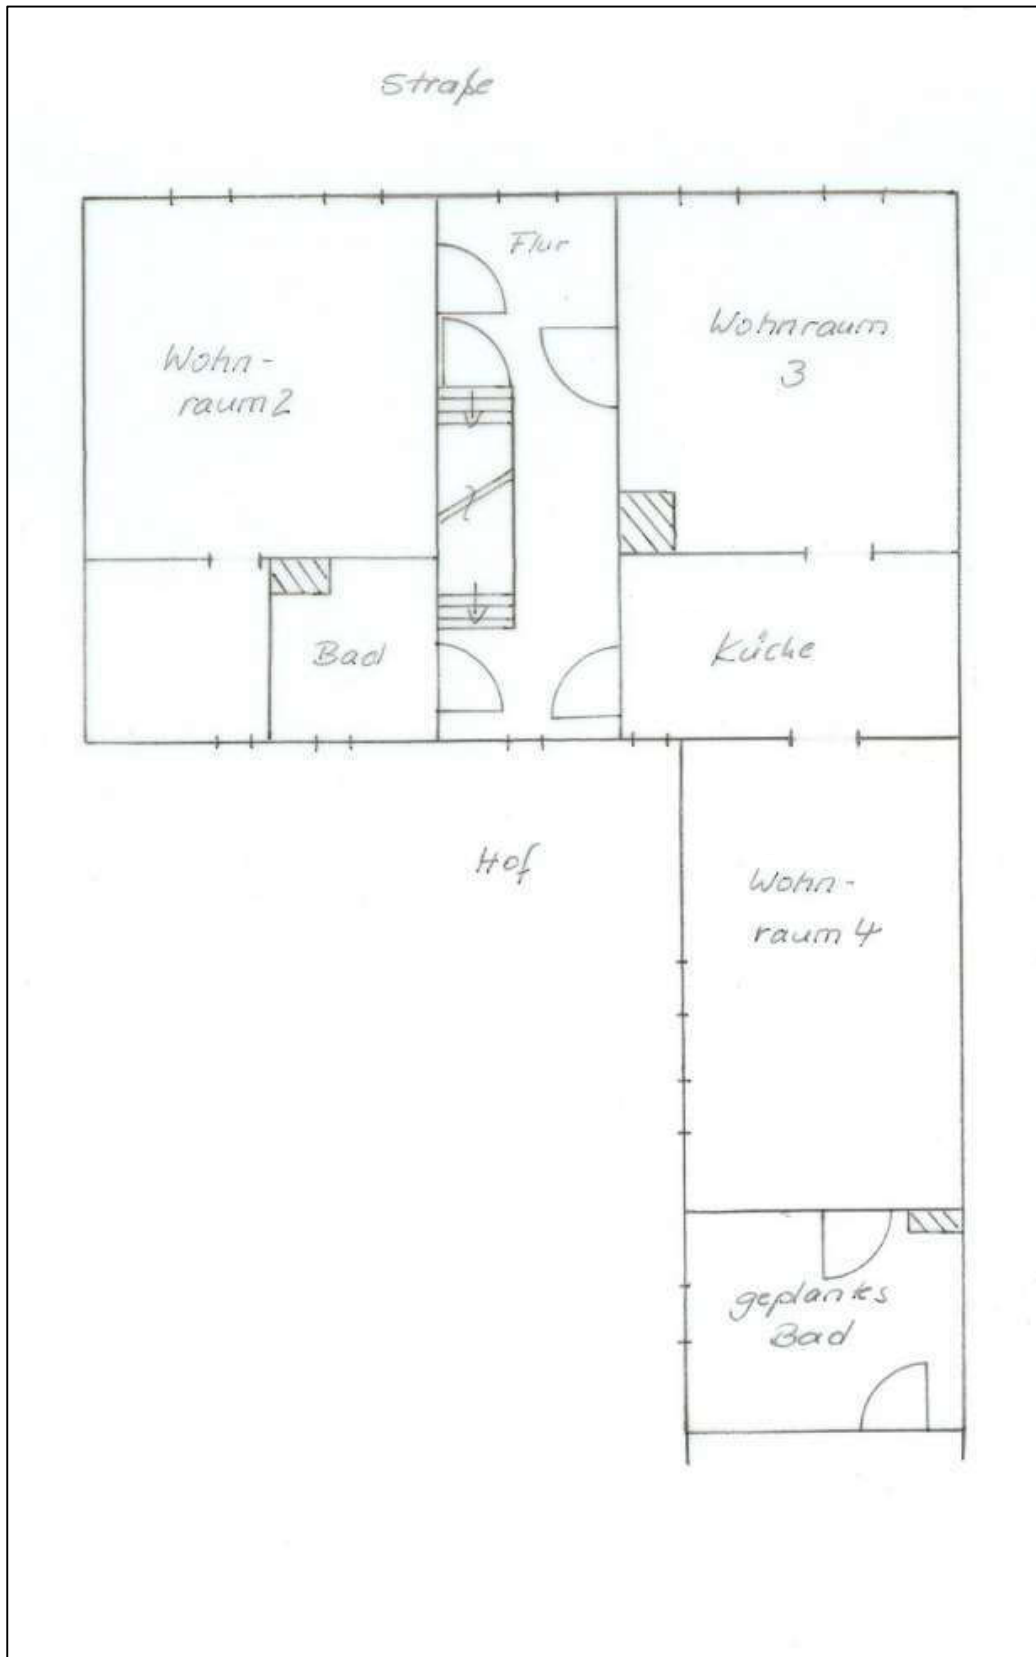 Straße
Flur
Wohnraum
3
Wohn-
raum 2
Bad
Küche
Hof
Wohn-
raum 4
geplantes
Bad